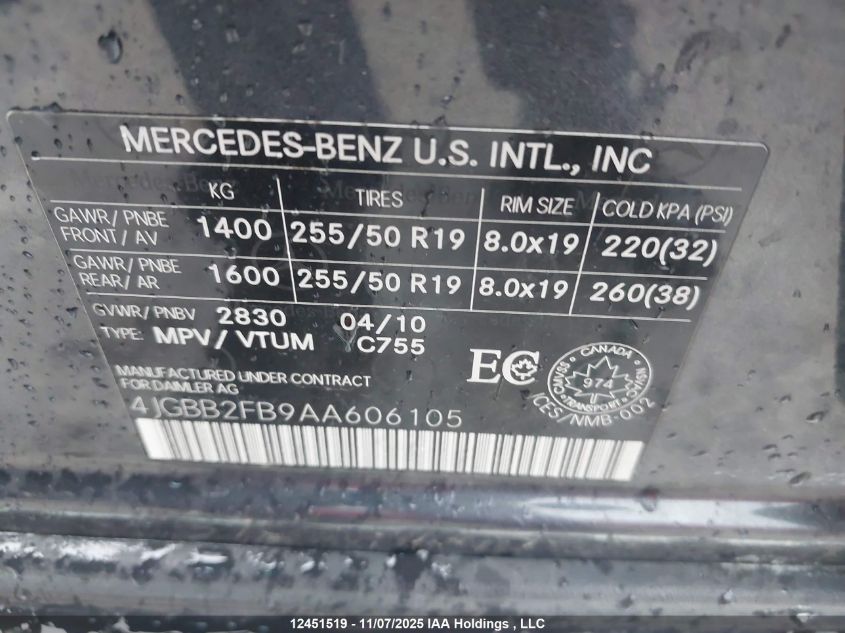 MERCEDES-BENZ U.S. INTL., INC
KG TIRES RIM SIZE COLD KPA (PSI)
GAWR/ PNBE
FRONT / AV 1400 255/50 R19 8.0x19 220(32)
GAWR/ PNBE
REAR/ AR 1600 255/50 R19 8.0x19 260(38)
GVWR/ PNBV 2830 04/10
TYPE: MPV/ VTUM C755
MANUFACTURED UNDER CONTRACT
FOR DAIMLER AG
4JGBB2FB9AA606105
EC
CANADA
CMVSS
974
NSVAC
TRANSPORT
ICES/NMB-002
12451519 - 11/07/2025 IAA Holdings , LLC